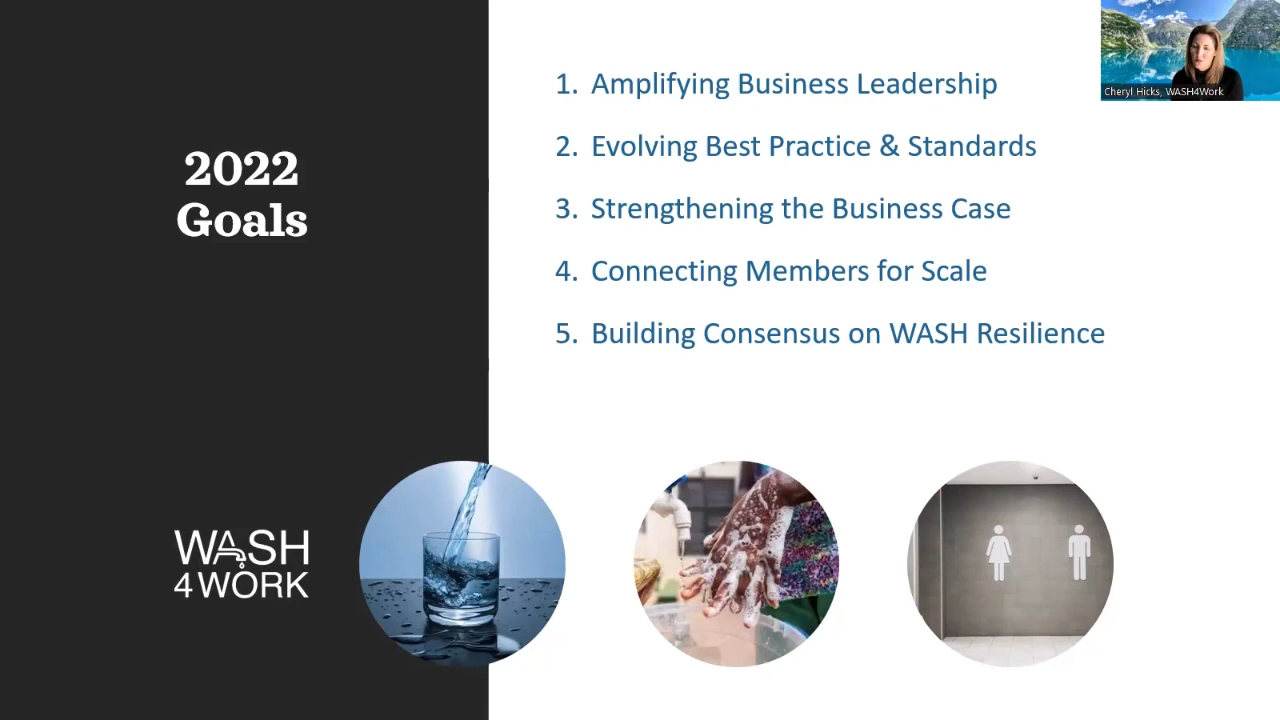 2022
Goals
1. Amplifying Business Leadership
2. Evolving Best Practice & Standards
3. Strengthening the Business Case
4. Connecting Members for Scale
5. Building Consensus on WASH Resilience
Cheryl Hicks, WASH4Work
WASH
4WORK